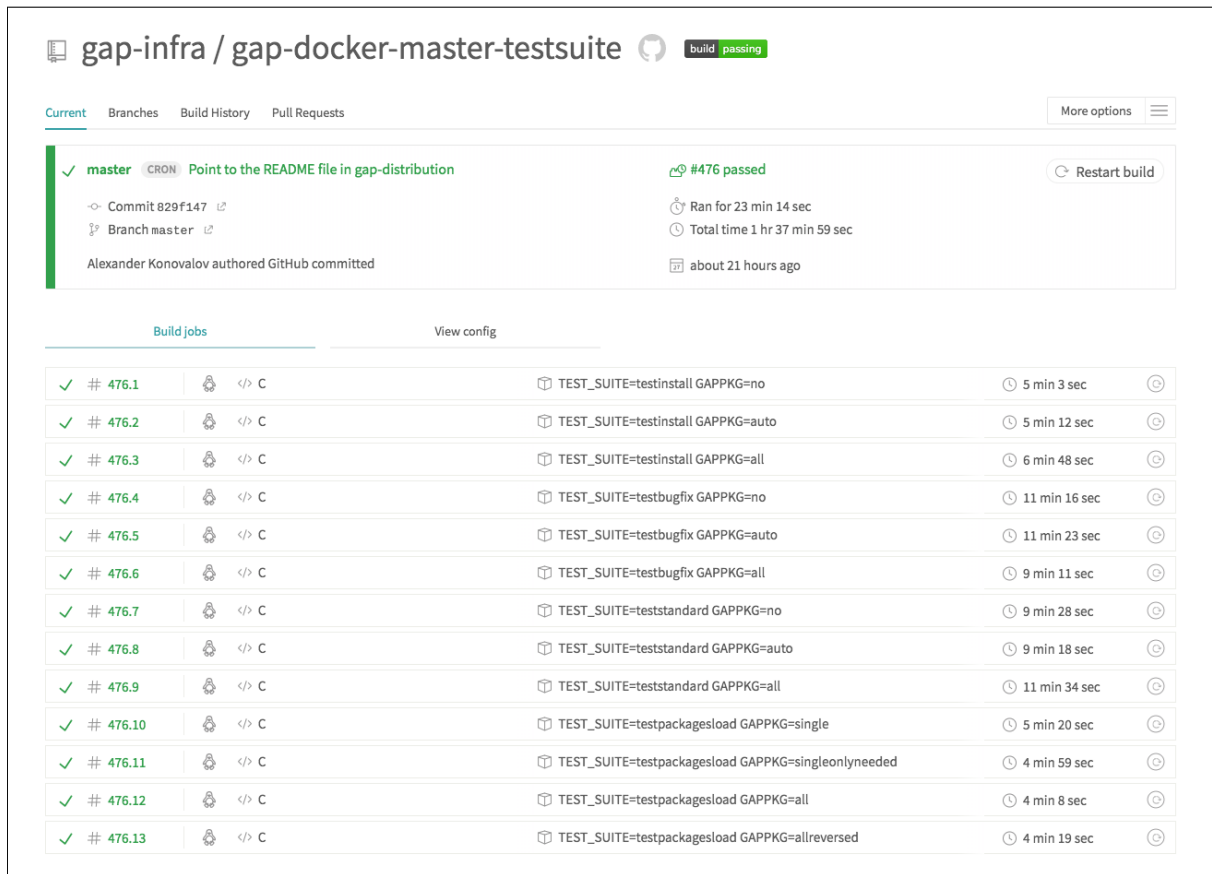 gap-infra / gap-docker-master-testsuite build passing
Current Branches Build History Pull Requests More options
master CRON Point to the README file in gap-distribution #476 passed Restart build
Commit 829f147 Ran for 23 min 14 sec
Branch master Total time 1 hr 37 min 59 sec
Alexander Konovalov authored GitHub committed about 21 hours ago
Build jobs View config
# 476.1 </> C TEST_SUITE=testinstall GAPPKG=no 5 min 3 sec
# 476.2 </> C TEST_SUITE=testinstall GAPPKG=auto 5 min 12 sec
# 476.3 </> C TEST_SUITE=testinstall GAPPKG=all 6 min 48 sec
# 476.4 </> C TEST_SUITE=testbugfix GAPPKG=no 11 min 16 sec
# 476.5 </> C TEST_SUITE=testbugfix GAPPKG=auto 11 min 23 sec
# 476.6 </> C TEST_SUITE=testbugfix GAPPKG=all 9 min 11 sec
# 476.7 </> C TEST_SUITE=teststandard GAPPKG=no 9 min 28 sec
# 476.8 </> C TEST_SUITE=teststandard GAPPKG=auto 9 min 18 sec
# 476.9 </> C TEST_SUITE=teststandard GAPPKG=all 11 min 34 sec
# 476.10 </> C TEST_SUITE=testpackagesload GAPPKG=single 5 min 20 sec
# 476.11 </> C TEST_SUITE=testpackagesload GAPPKG=singleonlyneeded 4 min 59 sec
# 476.12 </> C TEST_SUITE=testpackagesload GAPPKG=all 4 min 8 sec
# 476.13 </> C TEST_SUITE=testpackagesload GAPPKG=allreversed 4 min 19 sec